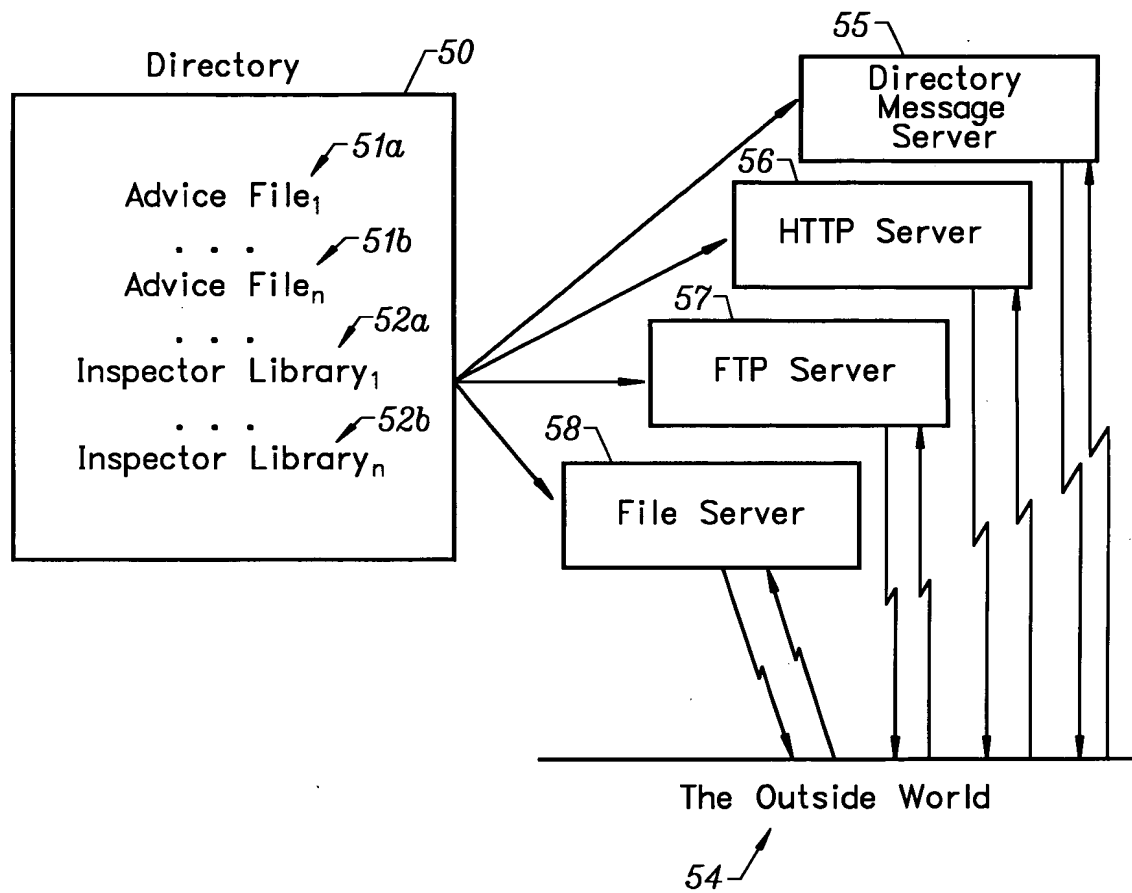 50
Directory
51a
Advice File₁
. . .
51b
Advice Fileₙ
. . .
52a
Inspector Library₁
. . .
52b
Inspector Libraryₙ
55
Directory
Message
Server
56
HTTP Server
57
FTP Server
58
File Server
The Outside World
54